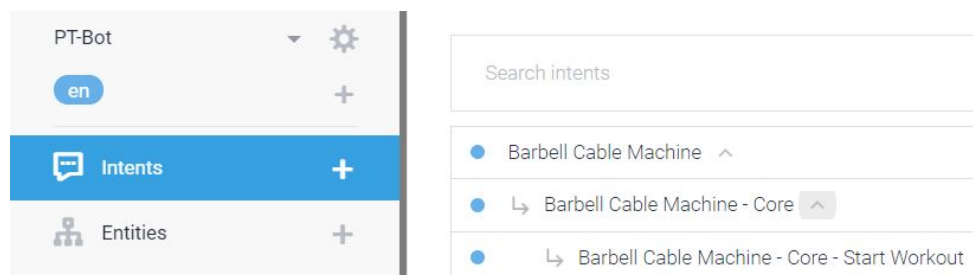 PT-Bot
en
Intents
Entities
Search intents
Barbell Cable Machine
Barbell Cable Machine - Core
Barbell Cable Machine - Core - Start Workout